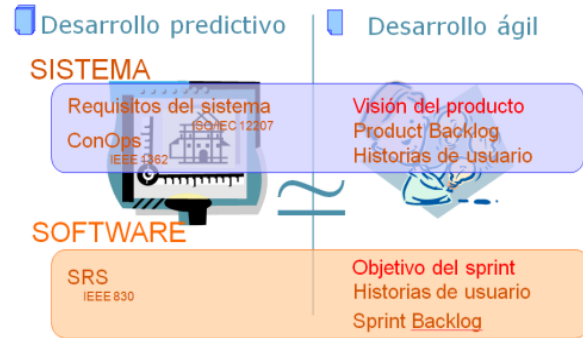 Desarrollo predictivo
Desarrollo ágil
SISTEMA
Requisitos del sistema
ISO/IEC 12207
ConOps
IEEE 1362
Visión del producto
Product Backlog
Historias de usuario
≃
SOFTWARE
SRS
IEEE 830
Objetivo del sprint
Historias de usuario
Sprint Backlog